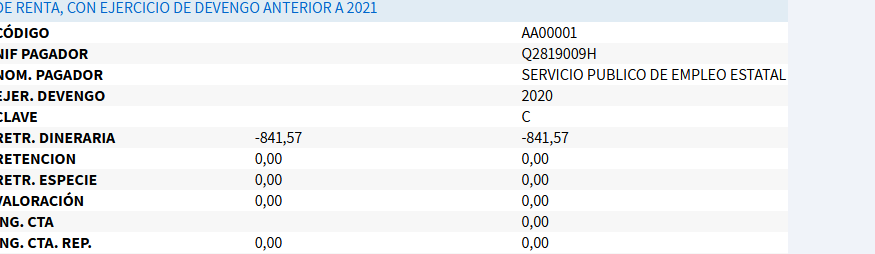 DE RENTA, CON EJERCICIO DE DEVENGO ANTERIOR A 2021
CÓDIGO AA00001
NIF PAGADOR Q2819009H
NOM. PAGADOR SERVICIO PUBLICO DE EMPLEO ESTATAL
EJER. DEVENGO 2020
CLAVE C
RETR. DINERARIA -841,57 -841,57
RETENCION 0,00 0,00
RETR. ESPECIE 0,00 0,00
VALORACIÓN 0,00 0,00
ING. CTA 0,00
ING. CTA. REP. 0,00 0,00